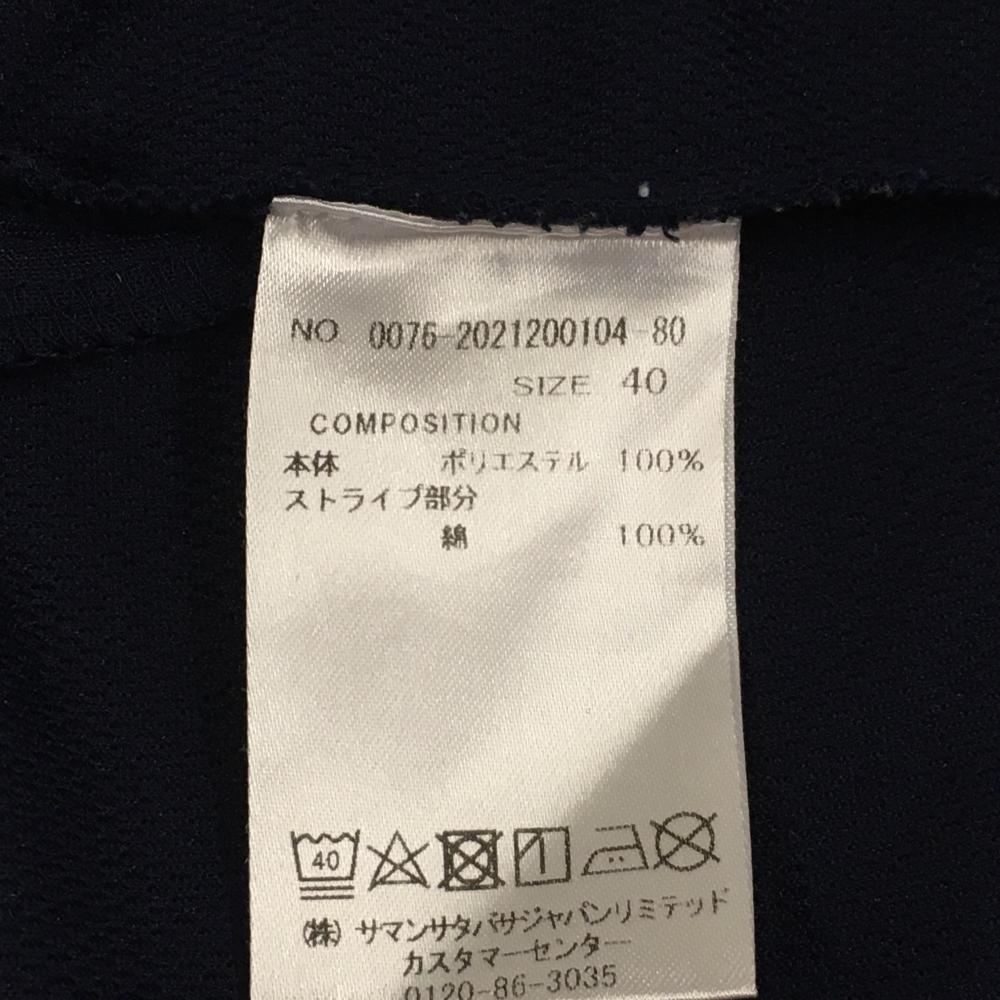 NO 0076-2021200104-80
SIZE 40
COMPOSITION
本体 ポリエステル 100%
ストライプ部分
綿 100%
40
(株) サマンサタバサジャパンリミテッド
カスタマーセンター
0120-86-3035